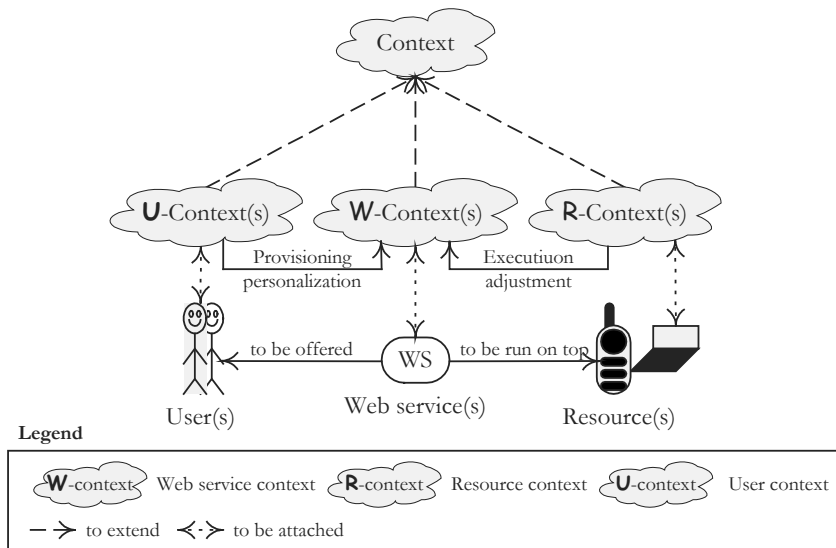 Context
U-Context(s)
W-Context(s)
R-Context(s)
Provisioning
personalization
Executiuon
adjustment
to be offered
WS
to be run on top
User(s)
Web service(s)
Resource(s)
Legend
W-context
Web service context
R-context
Resource context
U-context
User context
to extend
to be attached